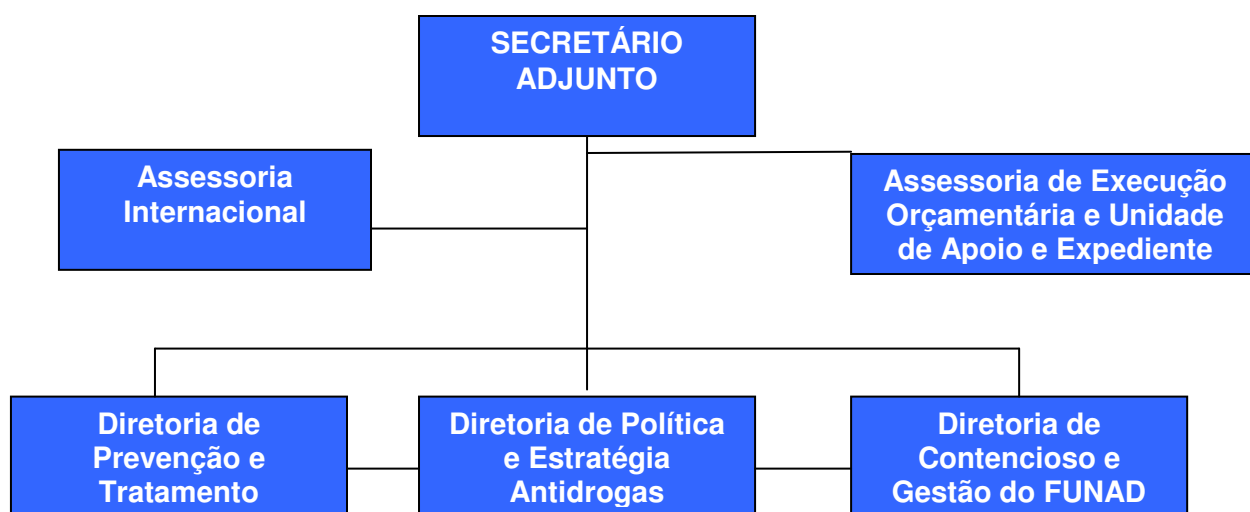 SECRETÁRIO
ADJUNTO
Assessoria
Internacional
Assessoria de Execução
Orçamentária e Unidade
de Apoio e Expediente
Diretoria de
Prevenção e
Tratamento
Diretoria de Política
e Estratégia
Antidrogas
Diretoria de
Contencioso e
Gestão do FUNAD